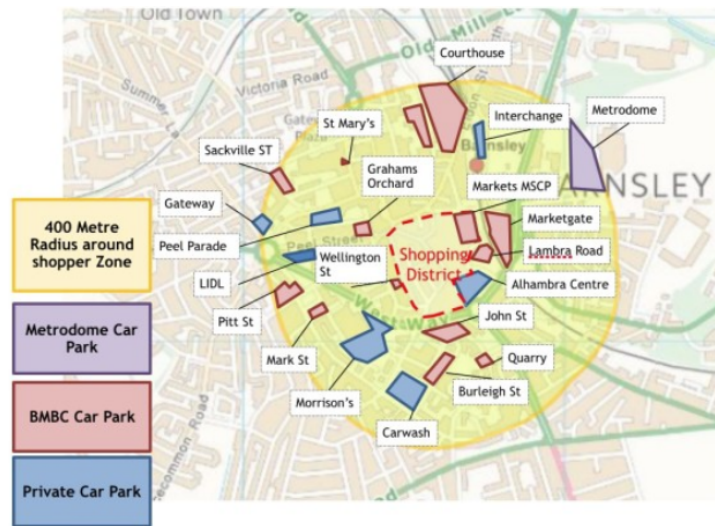 Old Town
Old Mill
Courthouse
Victoria Road
Summer La
St Mary's
Interchange
Metrodome
Barnsley
Sackville ST
Grahams
Orchard
Markets MSCP
Gateway
400 Metre
Radius around
shopper Zone
Peel Parade
Peel Street
Marketgate
Shopping
District
Lambra Road
LIDL
Wellington
St
Alhambra Centre
West Way
Pitt St
John St
Metrodome Car
Park
Mark St
Quarry
Morrison's
Burleigh St
BMBC Car Park
Carwash
Private Car Park